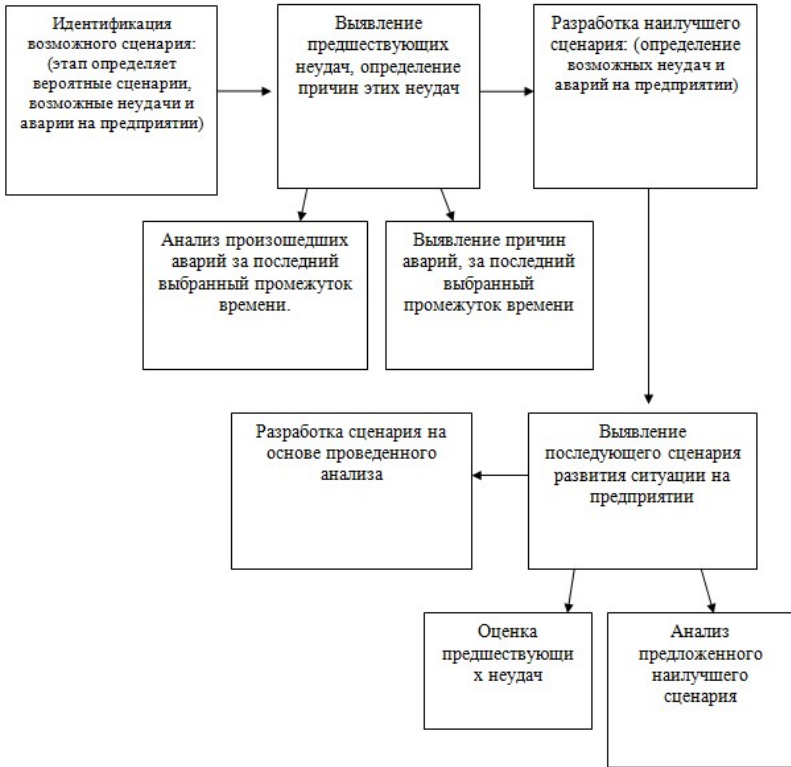 Идентификация
возможного сценария:
(этап определяет
вероятные сценарии,
возможные неудачи и
аварии на предприятии)
Выявление
предшествующих
неудач, определение
причин этих неудач
Разработка наилучшего
сценария: (определение
возможных неудач и
аварий на предприятии)
Анализ произошедших
аварий за последний
выбранный промежуток
времени.
Выявление причин
аварий, за последний
выбранный
промежуток времени
Разработка сценария на
основе проведенного
анализа
Выявление
последующего сценария
развития ситуации на
предприятии
Оценка
предшествующи
х неудач
Анализ
предложенного
наилучшего
сценария